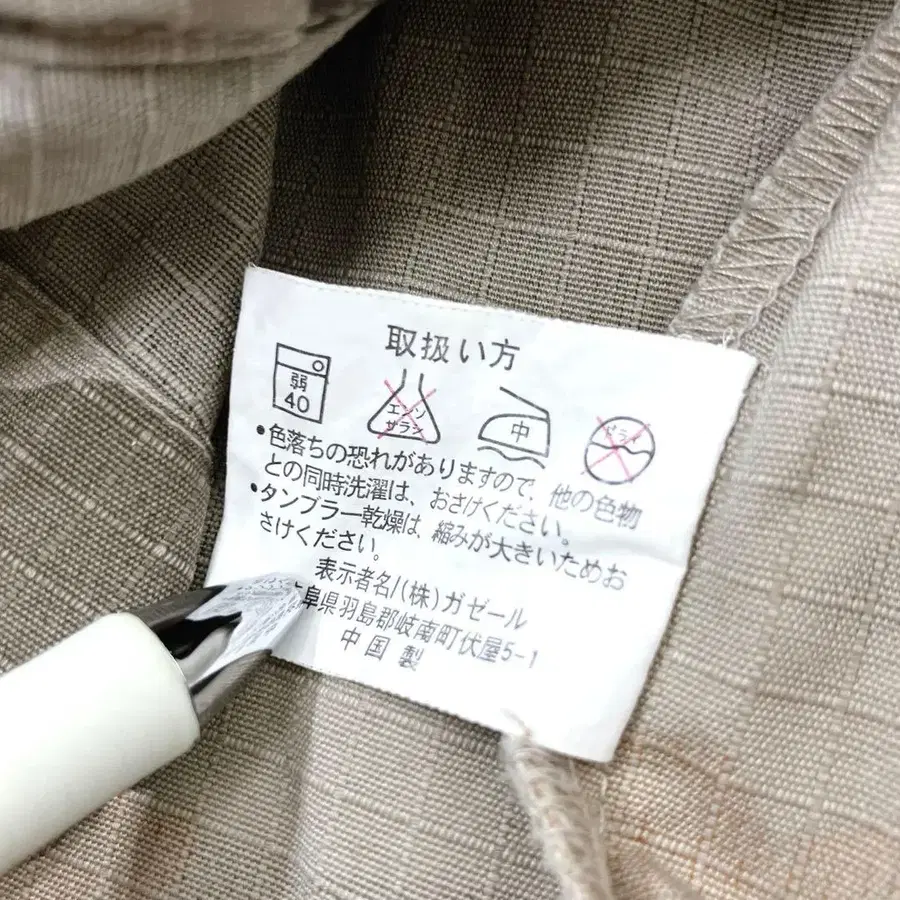 取扱い方
弱
40
エンソ
サラシ
中
ドライ
•色落ちの恐れがありますので、他の色物
との同時洗濯は、おさけください。
•タンブラー乾燥は、縮みが大きいためお
さけください。
表示者名/(株)ガゼール
阜県羽島郡岐南町伏屋5-1
中国製